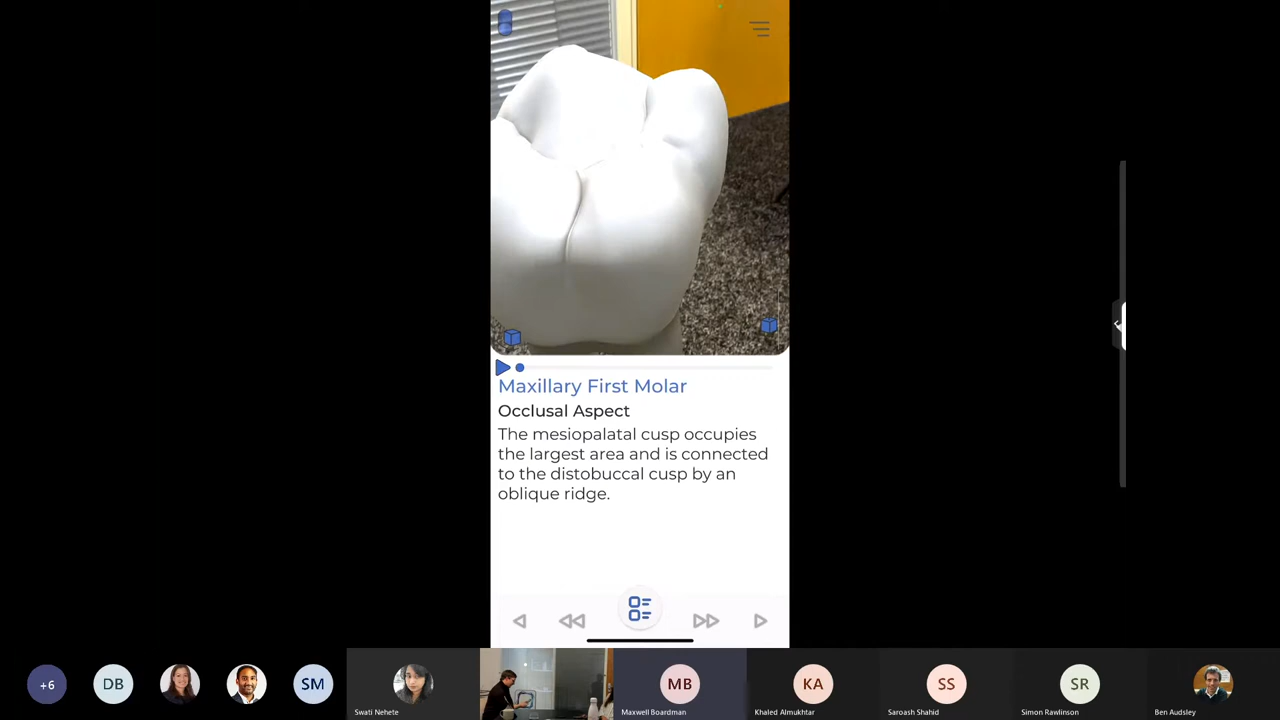 Maxillary First Molar
Occlusal Aspect
The mesiopalatal cusp occupies
the largest area and is connected
to the distobuccal cusp by an
oblique ridge.
+6
DB
SM
Swati Nehete
MB
Maxwell Boardman
KA
Khaled Almukhtar
SS
Saroash Shahid
SR
Simon Rawlinson
Ben Audsley